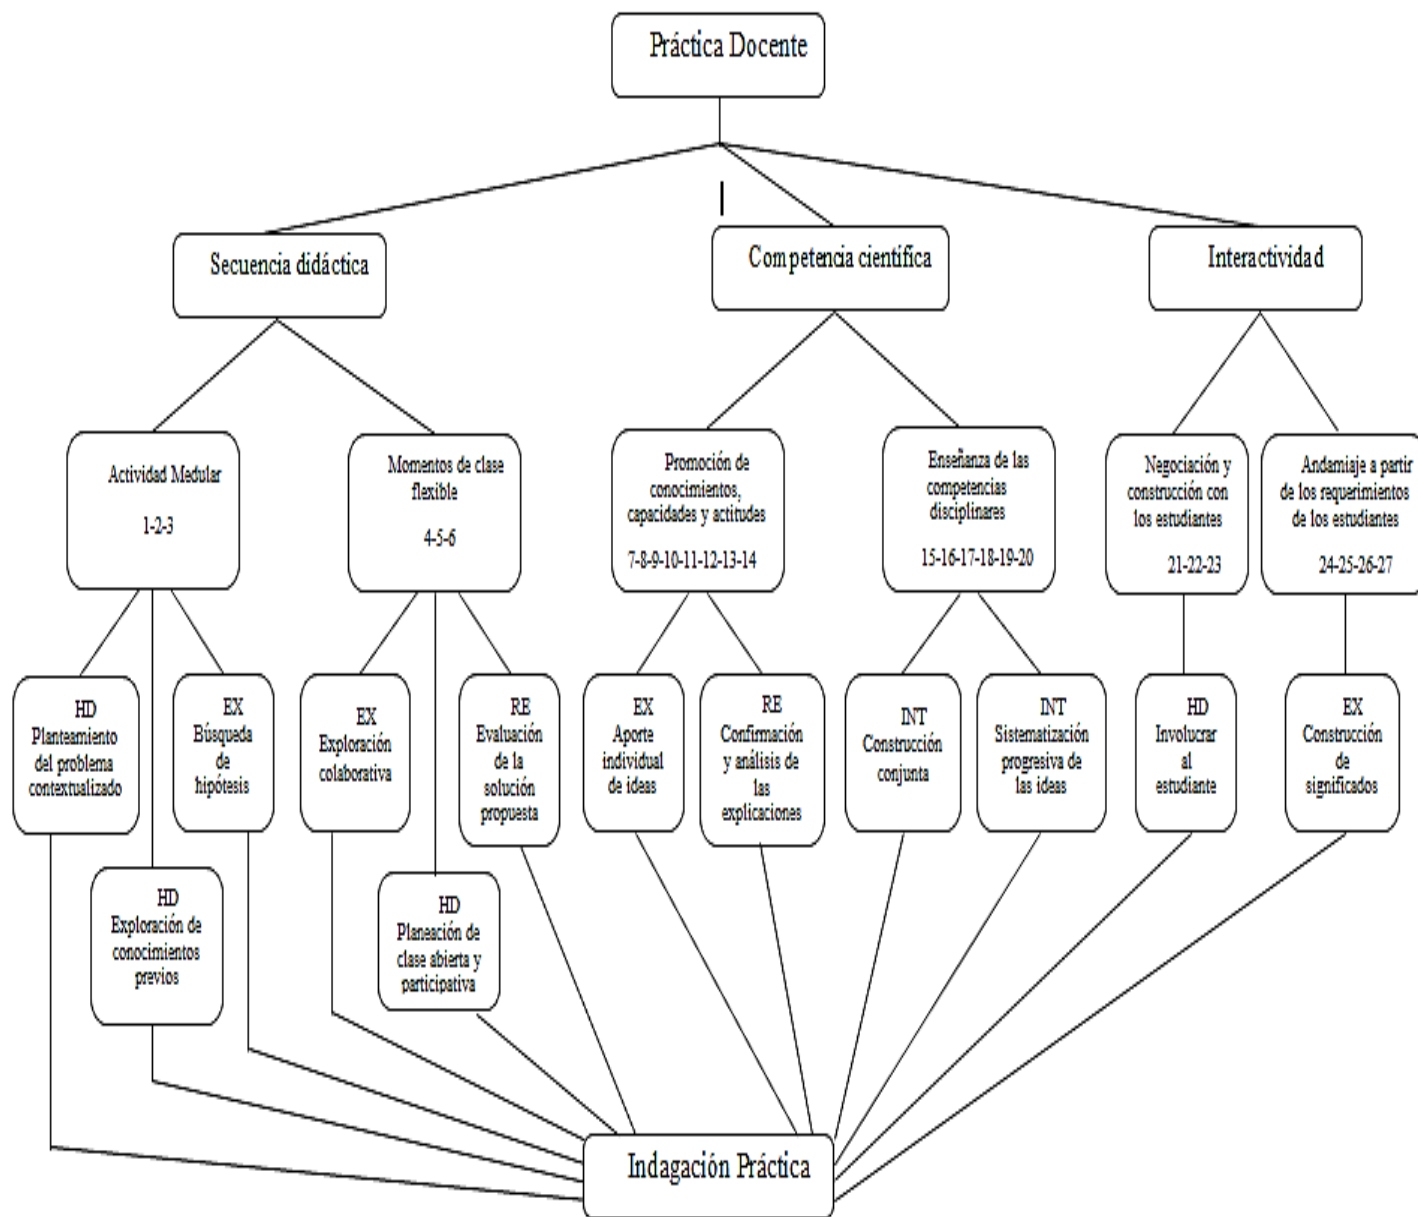 Práctica Docente
Secuencia didáctica
Competencia científica
Interactividad
Actividad Medular
1-2-3
Momentos de clase
flexible
4-5-6
Promoción de
conocimientos,
capacidades y actitudes
7-8-9-10-11-12-13-14
Enseñanza de las
competencias
disciplinares
15-16-17-18-19-20
Negociación y
construcción con
los estudiantes
21-22-23
Andamiaje a partir
de los requerimientos
de los estudiantes
24-25-26-27
HD
Planteamiento
del problema
contextualizado
EX
Búsqueda
de
hipótesis
EX
Exploración
colaborativa
RE
Evaluación
de la
solución
propuesta
EX
Aporte
individual
de ideas
RE
Confirmación
y análisis de
las
explicaciones
INT
Construcción
conjunta
INT
Sistematización
progresiva de
las ideas
HD
Involucrar
al
estudiante
EX
Construcción
de
significados
HD
Exploración de
conocimientos
previos
HD
Planeación de
clase abierta y
participativa
Indagación Práctica